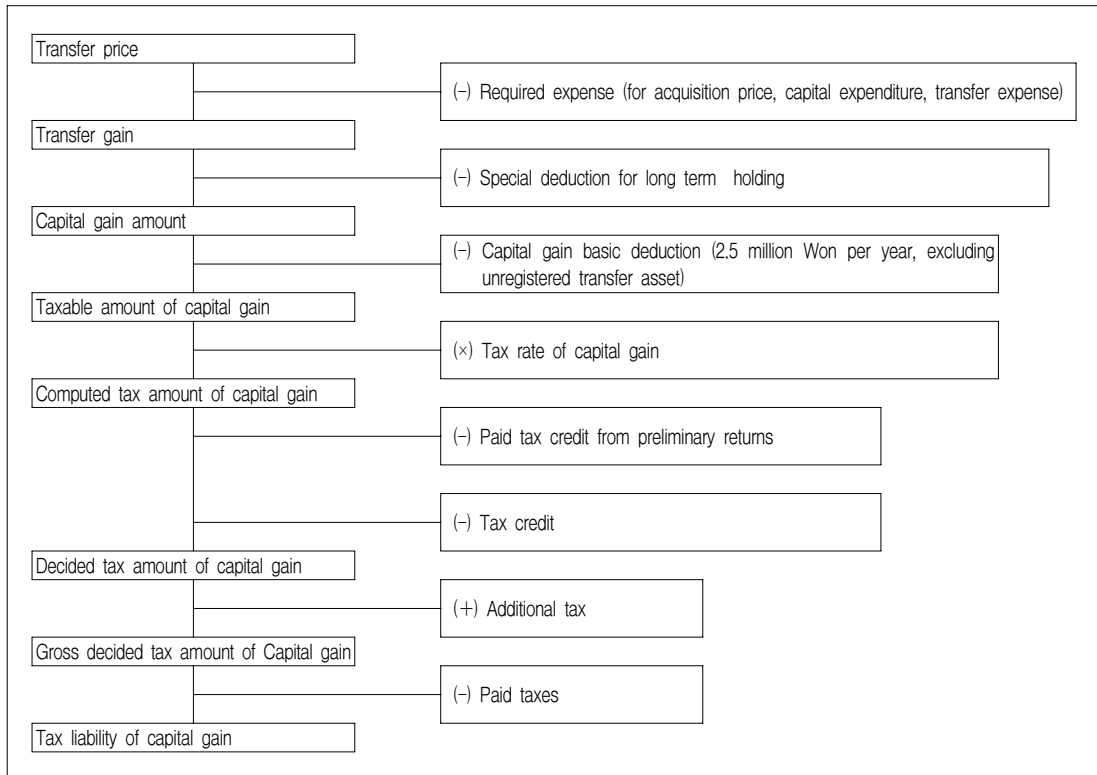 Transfer price
(-) Required expense (for acquisition price, capital expenditure, transfer expense)
Transfer gain
(-) Special deduction for long term holding
Capital gain amount
(-) Capital gain basic deduction (2.5 million Won per year, excluding
unregistered transfer asset)
Taxable amount of capital gain
(×) Tax rate of capital gain
Computed tax amount of capital gain
(-) Paid tax credit from preliminary returns
(-) Tax credit
Decided tax amount of capital gain
(+) Additional tax
Gross decided tax amount of Capital gain
(-) Paid taxes
Tax liability of capital gain